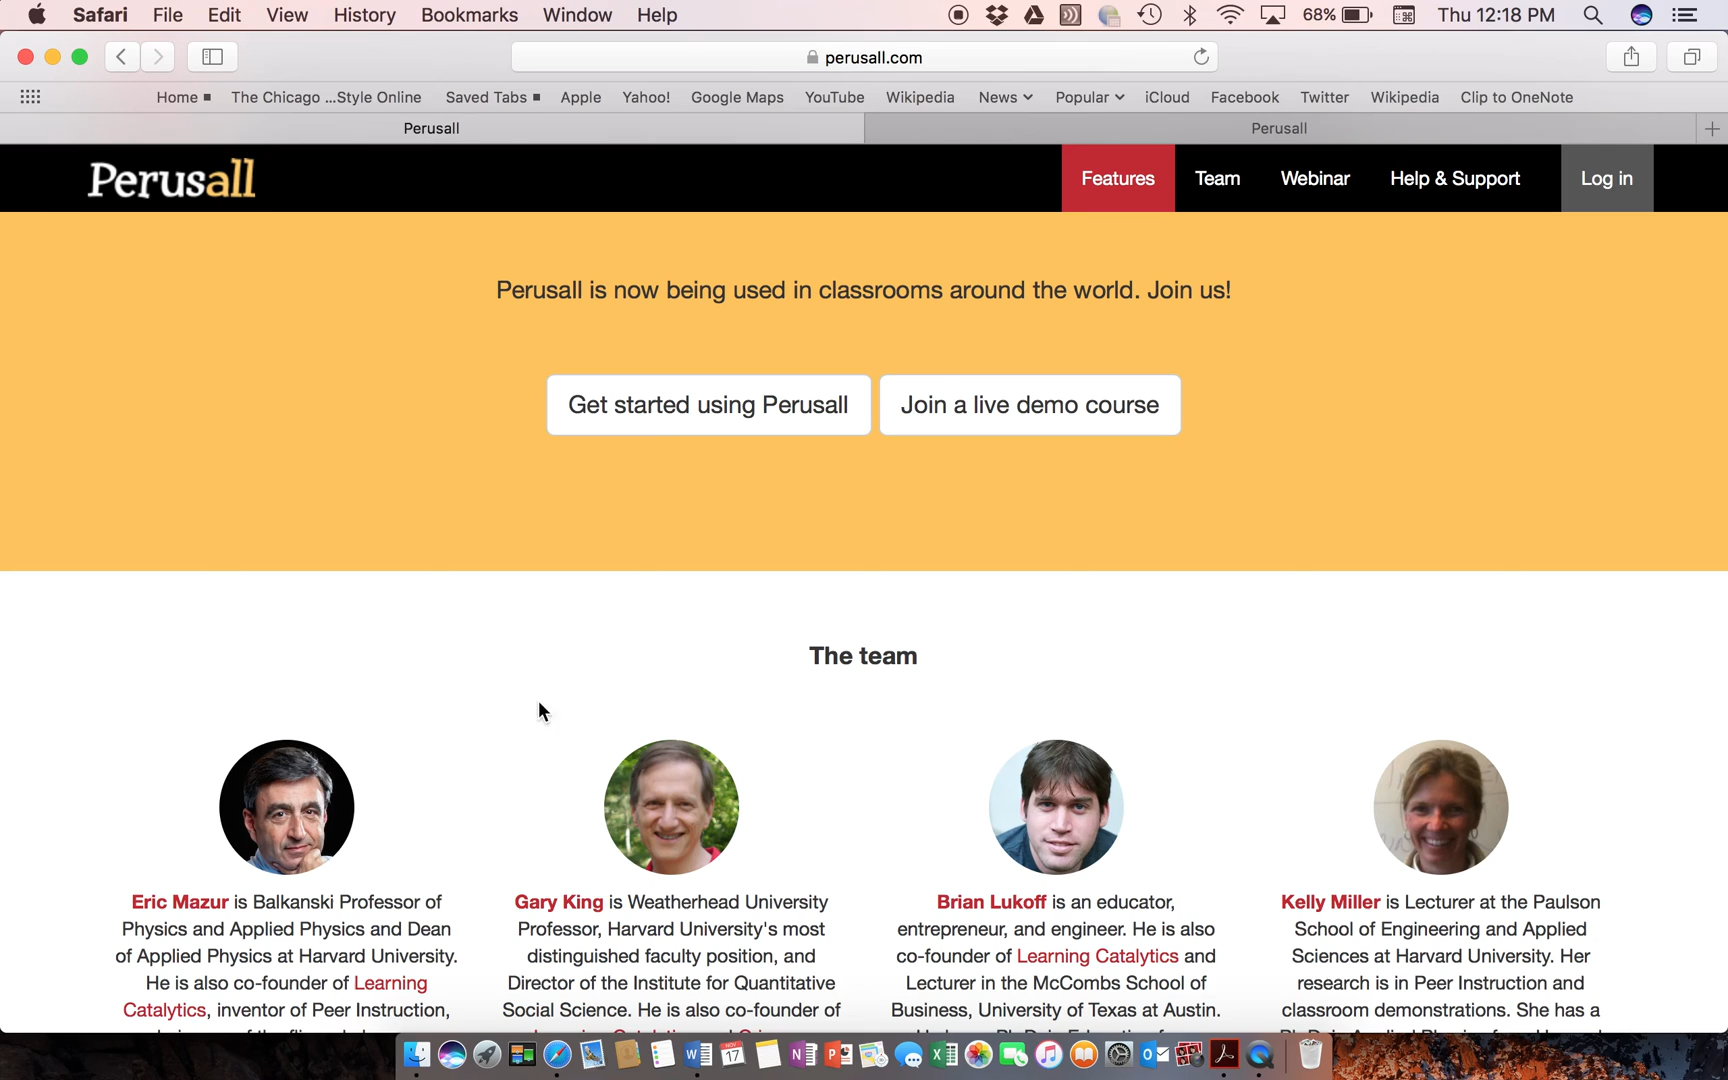 Safari File Edit View History Bookmarks Window Help 68% Thu 12:18 PM
perusall.com
Home The Chicago ...Style Online Saved Tabs Apple Yahoo! Google Maps YouTube Wikipedia News Popular iCloud Facebook Twitter Wikipedia Clip to OneNote
Perusall Perusall
Perusall Features Team Webinar Help & Support Log in
Perusall is now being used in classrooms around the world. Join us!
Get started using Perusall Join a live demo course
The team
Eric Mazur is Balkanski Professor of
Physics and Applied Physics and Dean
of Applied Physics at Harvard University.
He is also co-founder of Learning
Catalytics, inventor of Peer Instruction,
Gary King is Weatherhead University
Professor, Harvard University's most
distinguished faculty position, and
Director of the Institute for Quantitative
Social Science. He is also co-founder of
Brian Lukoff is an educator,
entrepreneur, and engineer. He is also
co-founder of Learning Catalytics and
Lecturer in the McCombs School of
Business, University of Texas at Austin.
Kelly Miller is Lecturer at the Paulson
School of Engineering and Applied
Sciences at Harvard University. Her
research is in Peer Instruction and
classroom demonstrations. She has a
NOV
17